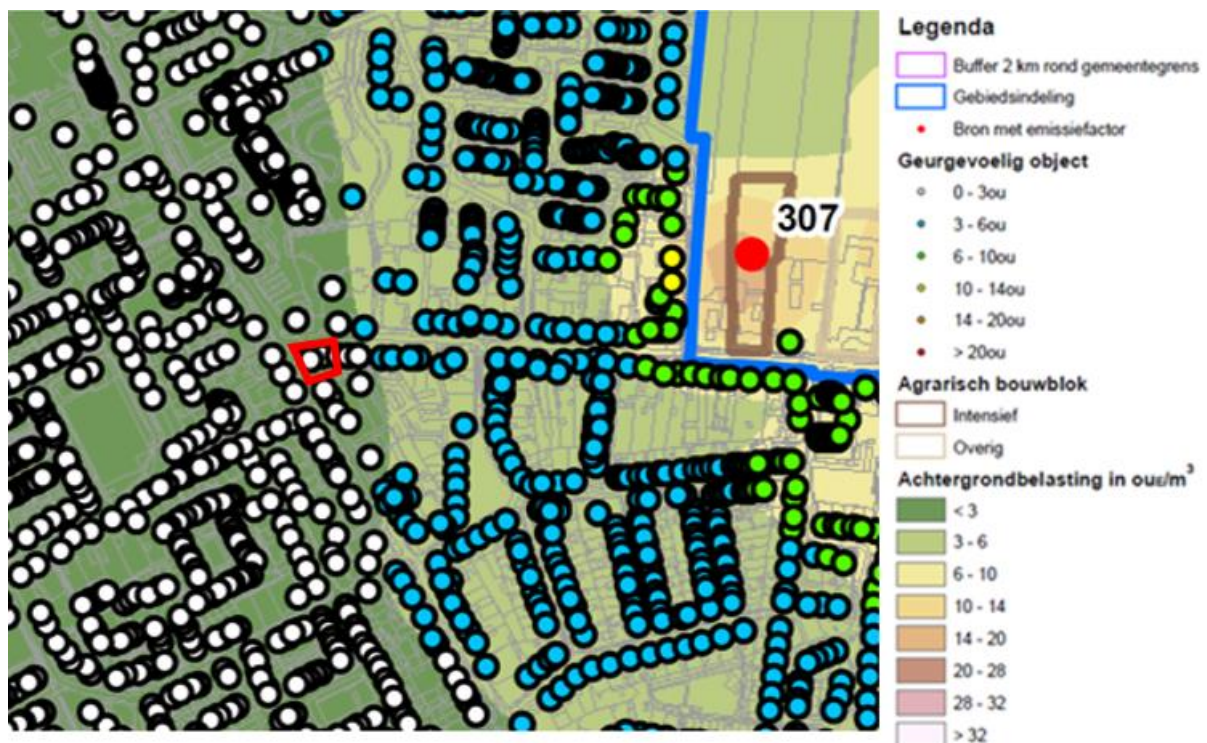 307
Legenda
Buffer 2 km rond gemeentegrens
Gebiedsindeling
Bron met emissiefactor
Geurgevoelig object
0 - 3ou
3 - 6ou
6 - 10ou
10 - 14ou
14 - 20ou
> 20ou
Agrarisch bouwblok
Intensief
Overig
Achtergrondbelasting in ouᴇ/m³
< 3
3 - 6
6 - 10
10 - 14
14 - 20
20 - 28
28 - 32
> 32